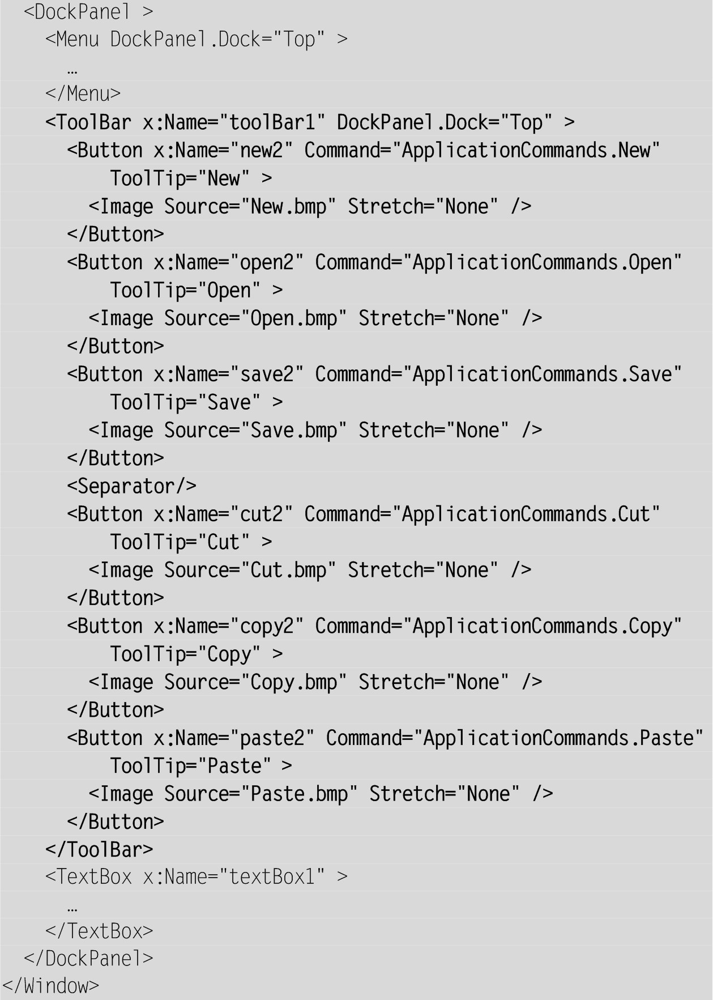 <DockPanel >
<Menu DockPanel.Dock="Top" >
…
</Menu>
<ToolBar x:Name="toolBar1" DockPanel.Dock="Top" >
<Button x:Name="new2" Command="ApplicationCommands.New"
ToolTip="New" >
<Image Source="New.bmp" Stretch="None" />
</Button>
<Button x:Name="open2" Command="ApplicationCommands.Open"
ToolTip="Open" >
<Image Source="Open.bmp" Stretch="None" />
</Button>
<Button x:Name="save2" Command="ApplicationCommands.Save"
ToolTip="Save" >
<Image Source="Save.bmp" Stretch="None" />
</Button>
<Separator/>
<Button x:Name="cut2" Command="ApplicationCommands.Cut"
ToolTip="Cut" >
<Image Source="Cut.bmp" Stretch="None" />
</Button>
<Button x:Name="copy2" Command="ApplicationCommands.Copy"
ToolTip="Copy" >
<Image Source="Copy.bmp" Stretch="None" />
</Button>
<Button x:Name="paste2" Command="ApplicationCommands.Paste"
ToolTip="Paste" >
<Image Source="Paste.bmp" Stretch="None" />
</Button>
</ToolBar>
<TextBox x:Name="textBox1" >
…
</TextBox>
</DockPanel>
</Window>